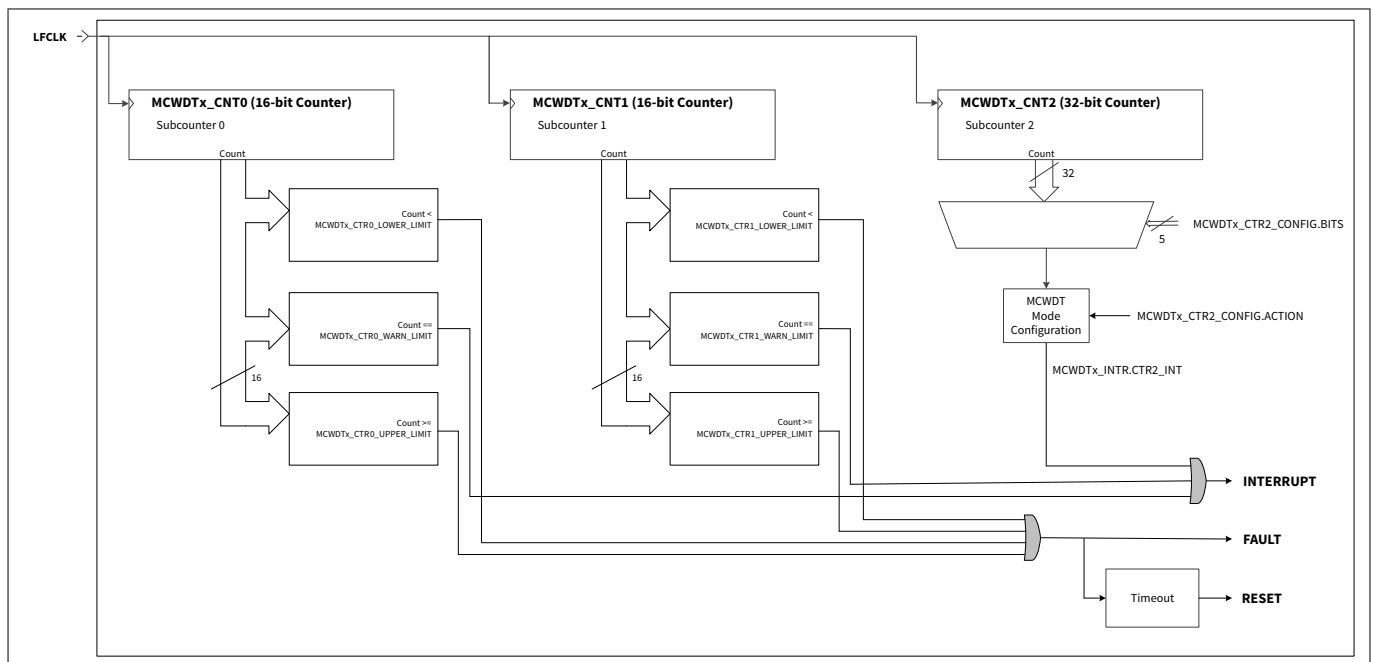 LFCLK
MCWDTx_CNT0 (16-bit Counter)
Subcounter 0
Count
MCWDTx_CNT1 (16-bit Counter)
Subcounter 1
Count
MCWDTx_CNT2 (32-bit Counter)
Subcounter 2
Count
32
Count <
MCWDTx_CTR0_LOWER_LIMIT
Count <
MCWDTx_CTR1_LOWER_LIMIT
MCWDTx_CTR2_CONFIG.BITS
5
Count ==
MCWDTx_CTR0_WARN_LIMIT
Count ==
MCWDTx_CTR1_WARN_LIMIT
MCWDT
Mode
Configuration
MCWDTx_CTR2_CONFIG.ACTION
16
16
MCWDTx_INTR.CTR2_INT
Count >=
MCWDTx_CTR0_UPPER_LIMIT
Count >=
MCWDTx_CTR1_UPPER_LIMIT
INTERRUPT
FAULT
Timeout
RESET